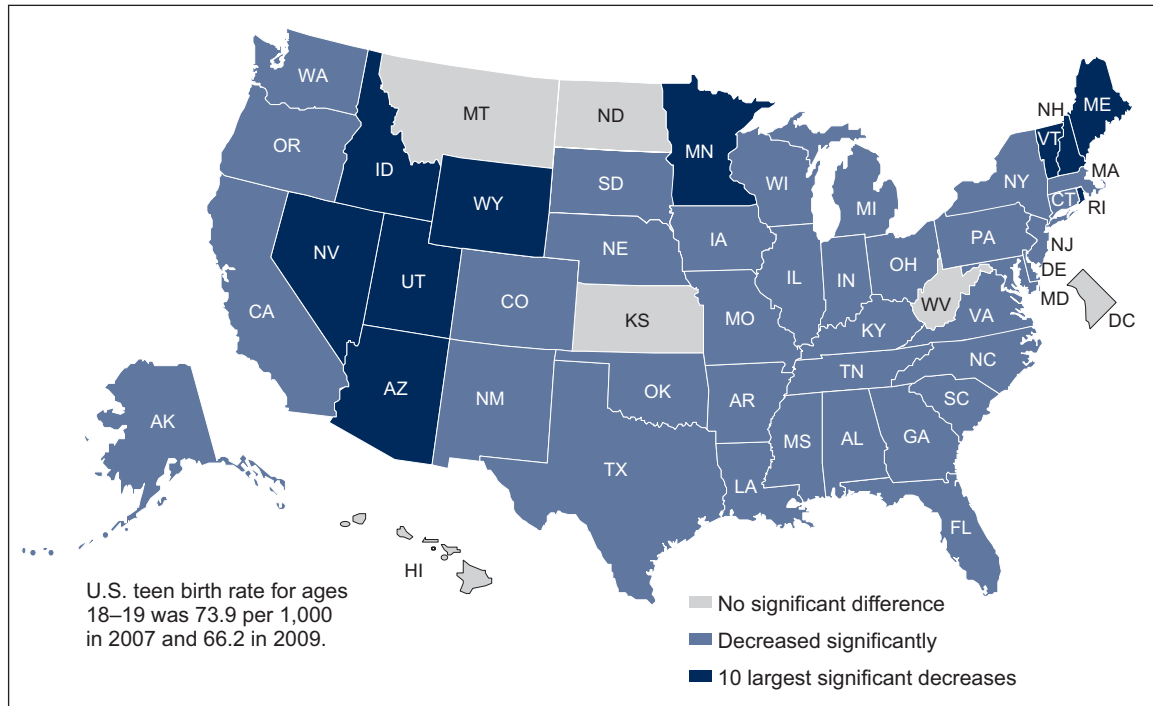 WA
MT
ND
MN
OR
ID
WY
SD
WI
MI
NY
NH
VT
ME
MA
CT
RI
NV
UT
CO
NE
IA
IL
IN
OH
PA
NJ
DE
MD
DC
CA
KS
MO
KY
WV
VA
AZ
NM
OK
AR
TN
NC
SC
AK
TX
LA
MS
AL
GA
FL
HI
U.S. teen birth rate for ages
18–19 was 73.9 per 1,000
in 2007 and 66.2 in 2009.
No significant difference
Decreased significantly
10 largest significant decreases